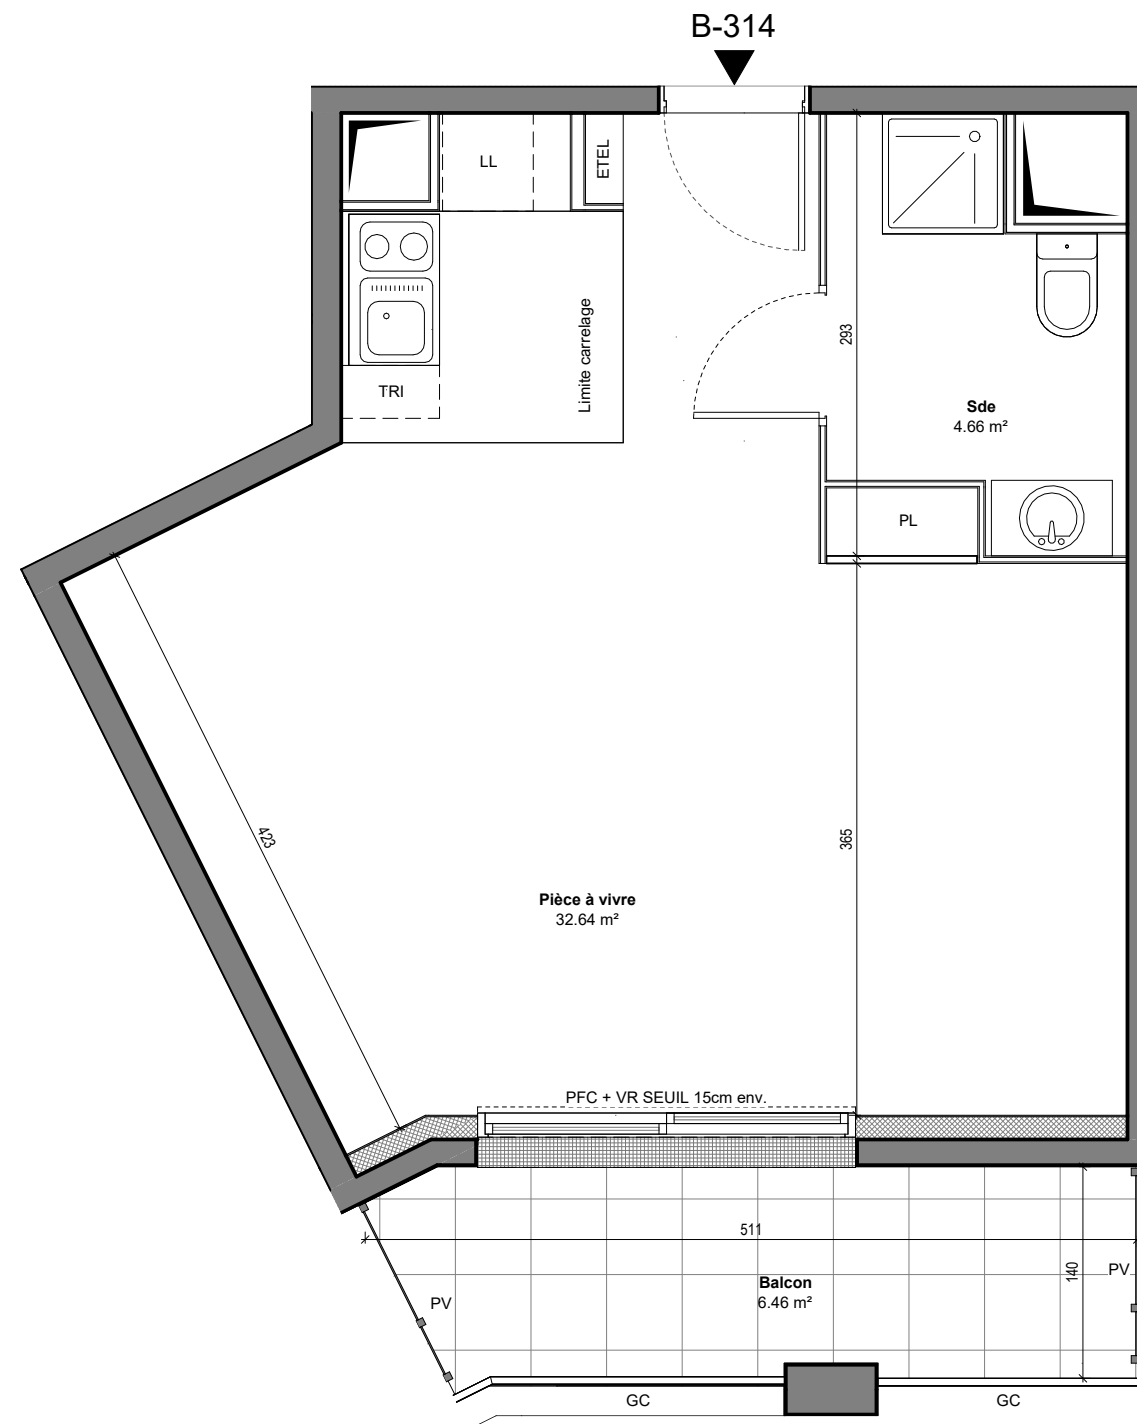 B-314
LL
ETEL
TRI
Limite carrelage
293
Sde
4.66 m²
PL
423
365
Pièce à vivre
32.64 m²
PFC + VR SEUIL 15cm env.
511
140
PV
Balcon
6.46 m²
PV
GC
GC